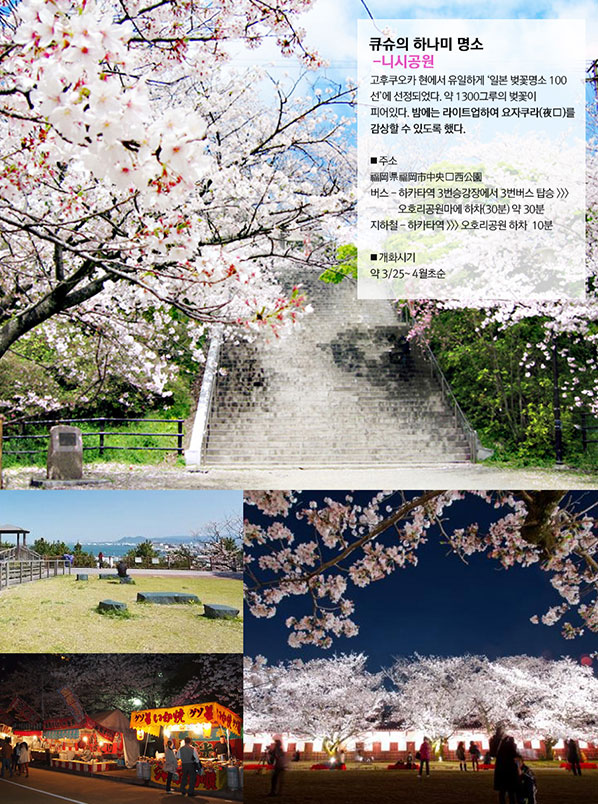 큐슈의 하나미 명소
-니시공원
고후쿠오카 현에서 유일하게 '일본 벚꽃명소 100
선'에 선정되었다. 약 1300그루의 벚꽃이
피어있다. 밤에는 라이트업하여 요자쿠라(夜□)를
감상할 수 있도록 했다.
■ 주소
福岡県福岡市中央□西公園
버스 – 하카타역 3번승강장에서 3번버스 탑승 >>>
오호리공원마에 하차(30분) 약 30분
지하철 – 하카타역 >>> 오호리공원 하차 10분
■ 개화시기
약 3/25~ 4월초순
いか焼